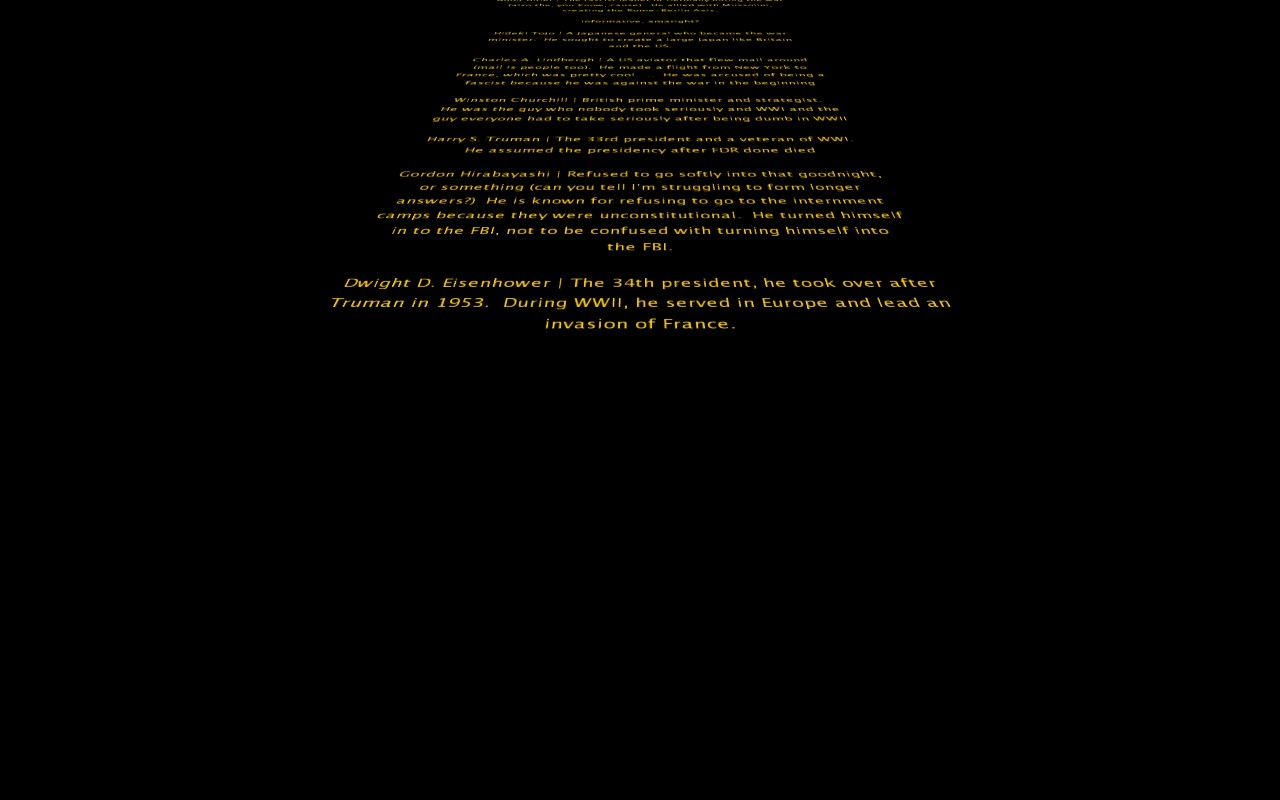 (also the, you know, cause). He allied with Mussolini,
creating the Rome-Berlin Axis.
Informative, amaright?
Hideki Tojo | A Japanese general who became the war
minister. He sought to create a large Japan like Britain
and the US.
Charles A. Lindbergh | A US aviator that flew mail around
(mail is people too). He made a flight from New York to
France, which was pretty cool ... He was accused of being a
fascist because he was against the war in the beginning
Winston Churchill | British prime minister and strategist.
He was the guy who nobody took seriously and WWI and the
guy everyone had to take seriously after being dumb in WWII
Harry S. Truman | The 33rd president and a veteran of WWI.
He assumed the presidency after FDR done died
Gordon Hirabayashi | Refused to go softly into that goodnight,
or something (can you tell I'm struggling to form longer
answers?) He is known for refusing to go to the internment
camps because they were unconstitutional. He turned himself
in to the FBI, not to be confused with turning himself into
the FBI.
Dwight D. Eisenhower | The 34th president, he took over after
Truman in 1953. During WWII, he served in Europe and lead an
invasion of France.